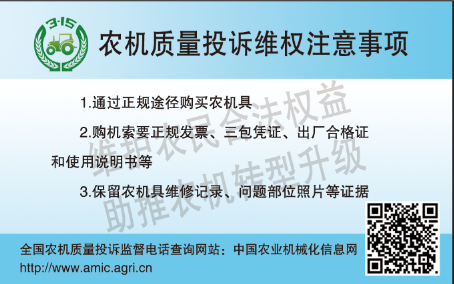 3·15
农机质量投诉维权注意事项
1.通过正规途径购买农机具
2.购机索要正规发票、三包凭证、出厂合格证
和使用说明书等
3.保留农机具维修记录、问题部位照片等证据
维护农民合法权益
助推农机转型升级
全国农机质量投诉监督电话查询网站：中国农业机械化信息网
http://www.amic.agri.cn